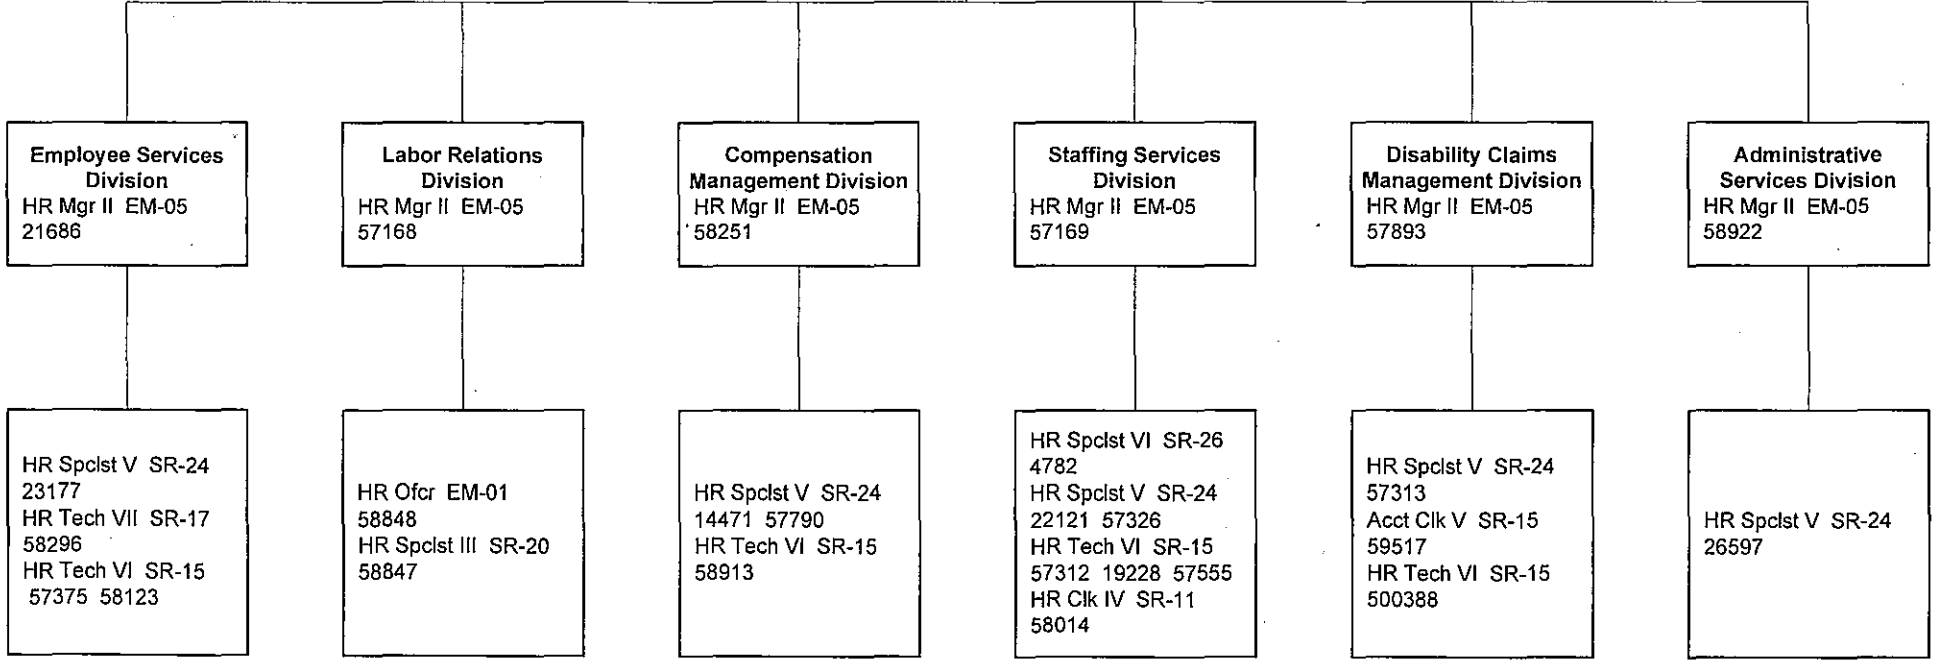 Employee Services
Division
HR Mgr II EM-05
21686
Labor Relations
Division
HR Mgr II EM-05
57168
Compensation
Management Division
HR Mgr II EM-05
58251
Staffing Services
Division
HR Mgr II EM-05
57169
Disability Claims
Management Division
HR Mgr II EM-05
57893
Administrative
Services Division
HR Mgr II EM-05
58922
HR Spclst V SR-24
23177
HR Tech VII SR-17
58296
HR Tech VI SR-15
57375 58123
HR Ofcr EM-01
58848
HR Spclst III SR-20
58847
HR Spclst V SR-24
14471 57790
HR Tech VI SR-15
58913
HR Spclst VI SR-26
4782
HR Spclst V SR-24
22121 57326
HR Tech VI SR-15
57312 19228 57555
HR Clk IV SR-11
58014
HR Spclst V SR-24
57313
Acct Clk V SR-15
59517
HR Tech VI SR-15
500388
HR Spclst V SR-24
26597